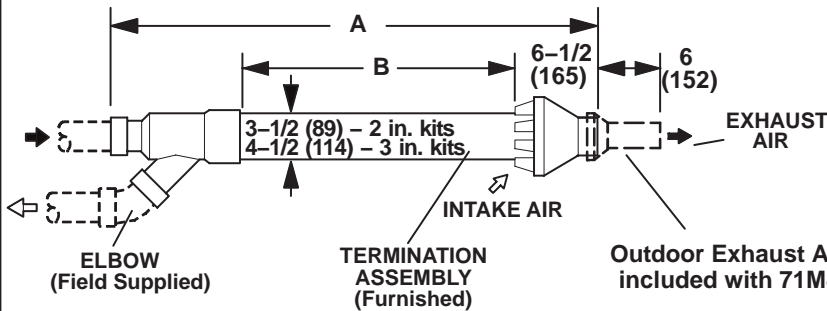 A
B
6–1/2
(165)
6
(152)
3–1/2 (89) – 2 in. kits
4–1/2 (114) – 3 in. kits
EXHAUST
AIR
INTAKE AIR
ELBOW
(Field Supplied)
TERMINATION
ASSEMBLY
(Furnished)
Outdoor Exhaust
included with